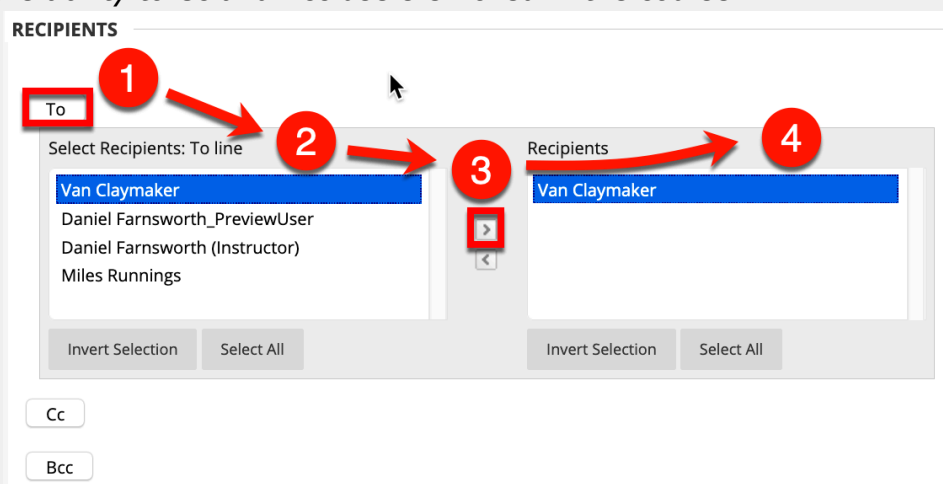 RECIPIENTS
1
To
2
3
4
Select Recipients: To line
Recipients
Van Claymaker
Daniel Farnsworth_PreviewUser
Daniel Farnsworth (Instructor)
Miles Runnings
Van Claymaker
>
<
Invert Selection Select All
Invert Selection Select All
Cc
Bcc